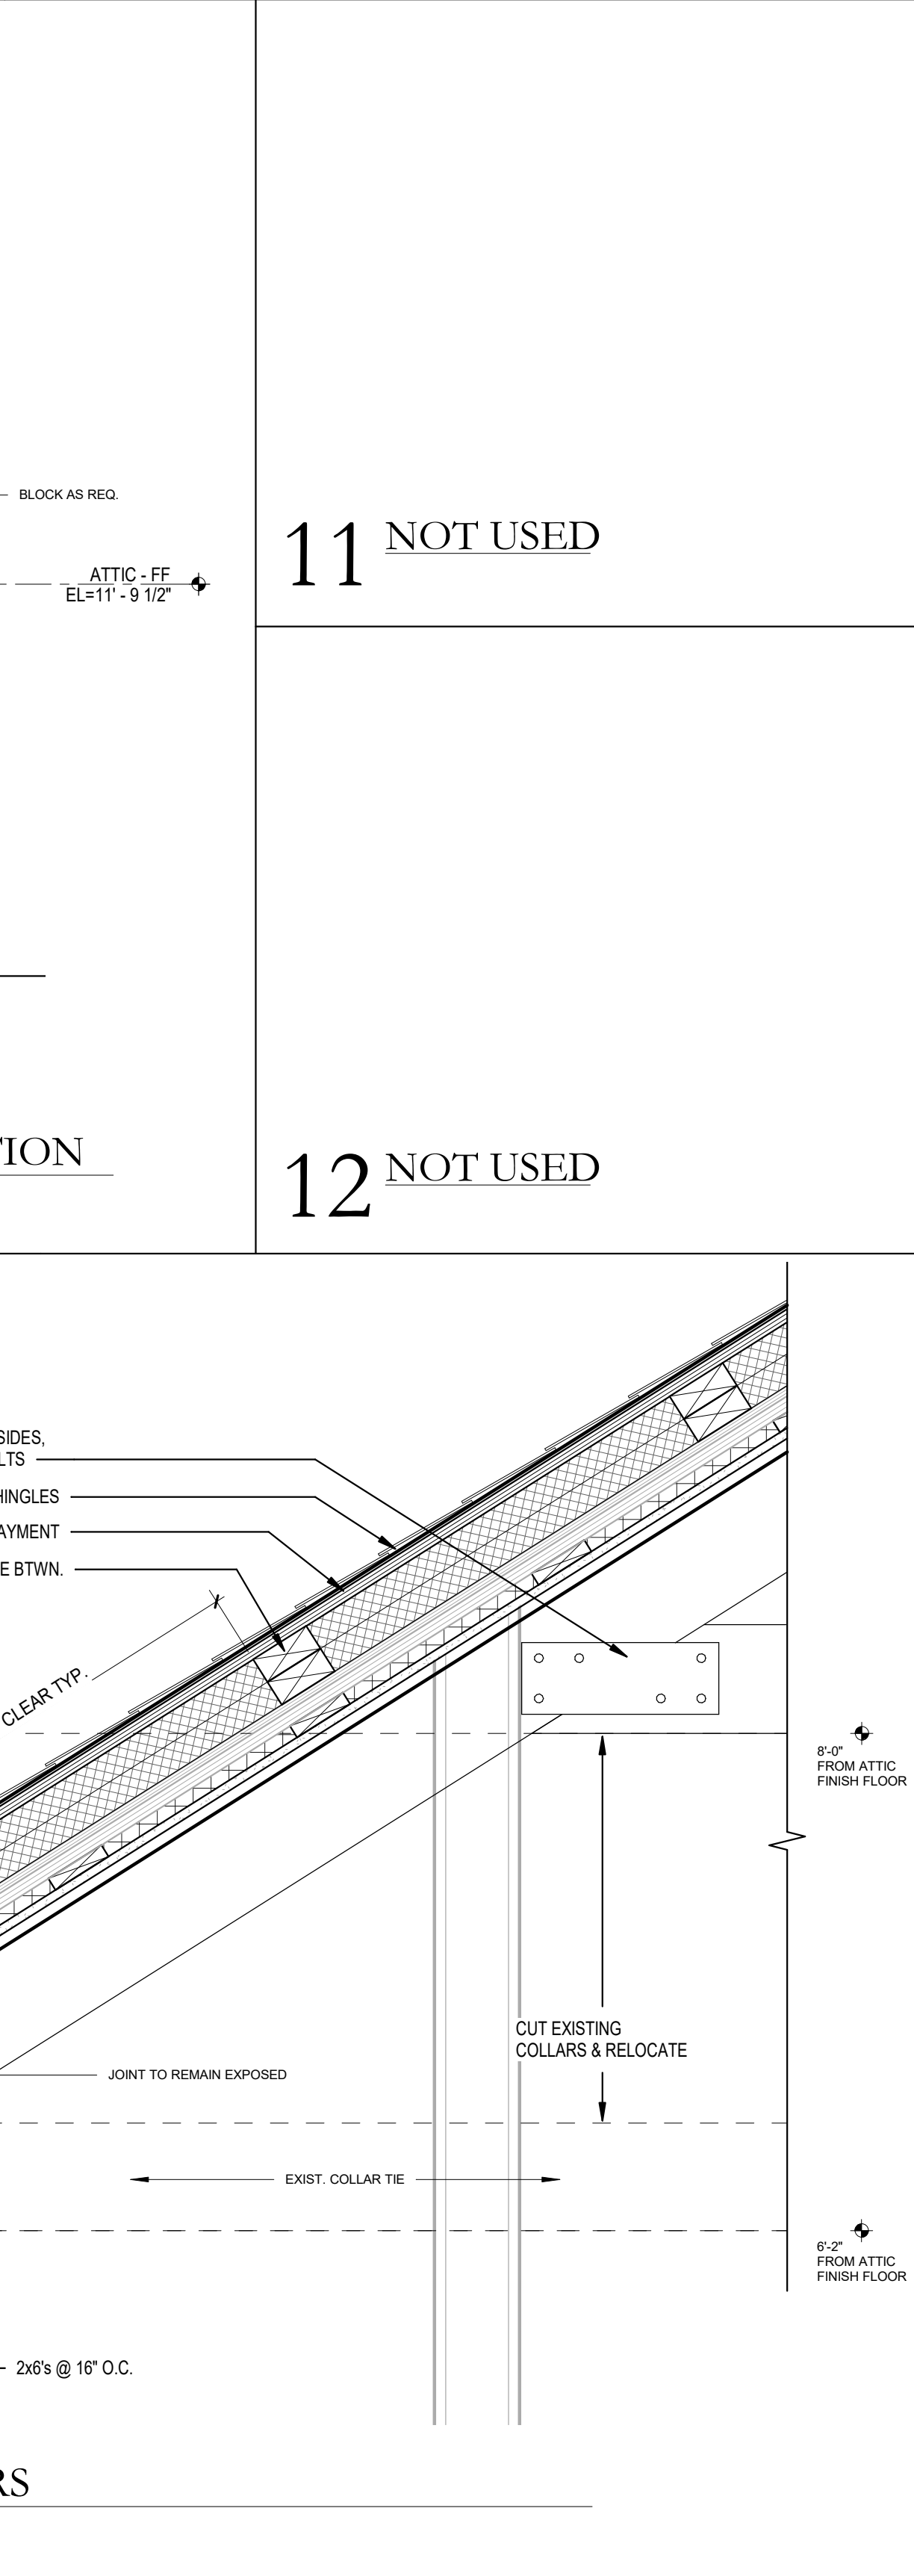 BLOCK AS REQ.
ATTIC - FF
EL=11' - 9 1/2"
11 NOT USED
TION
12 NOT USED
SIDES,
LTS
HINGLES
AYMENT
E BTWN.
CLEAR TYP.
8'-0"
FROM ATTIC
FINISH FLOOR
CUT EXISTING
COLLARS & RELOCATE
JOINT TO REMAIN EXPOSED
EXIST. COLLAR TIE
6'-2"
FROM ATTIC
FINISH FLOOR
2x6's @ 16" O.C.
RS